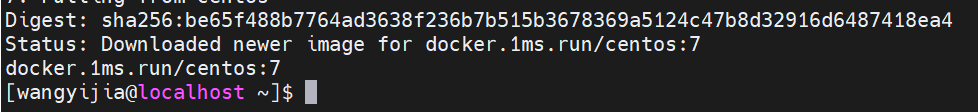 Digest: sha256:be65f488b7764ad3638f236b7b515b3678369a5124c47b8d32916d6487418ea4
Status: Downloaded newer image for docker.1ms.run/centos:7
docker.1ms.run/centos:7
[wangyijia@localhost ~]$